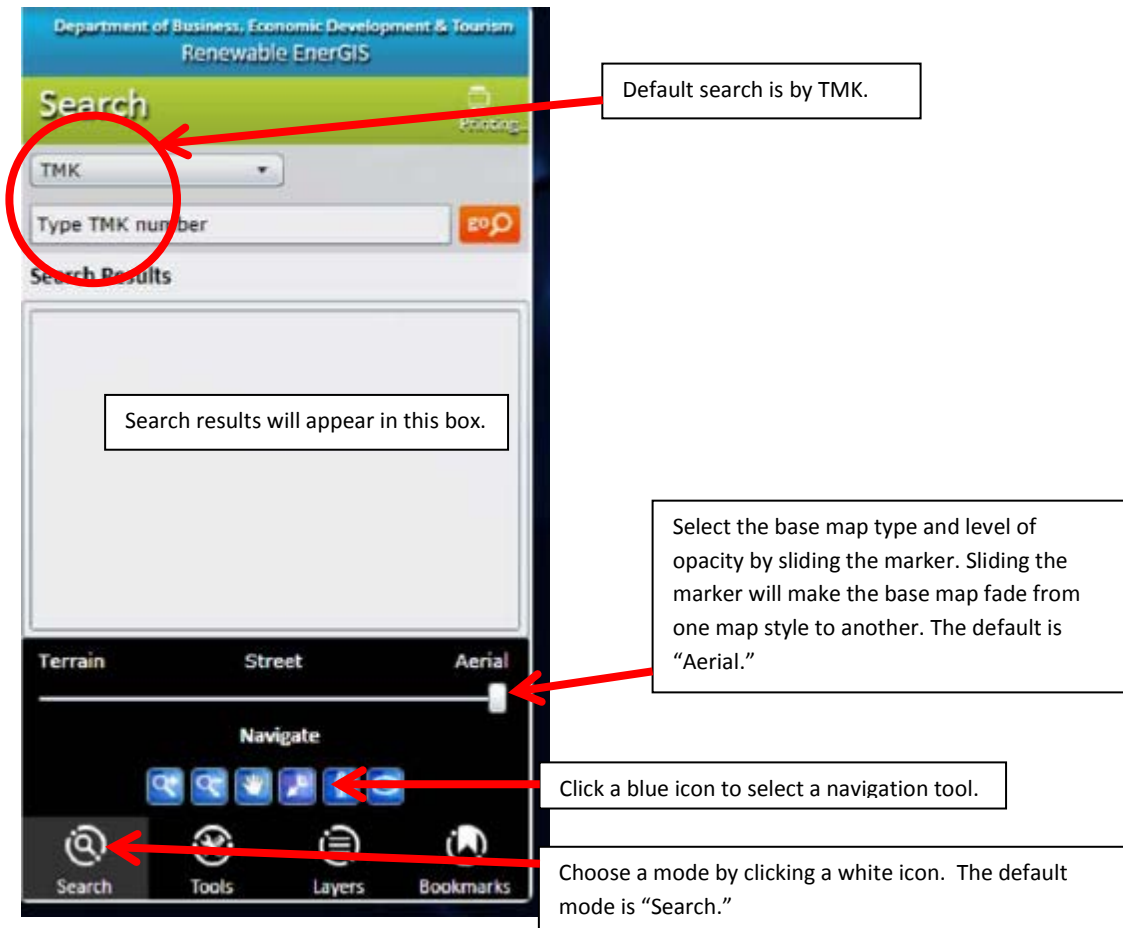 Department of Business, Economic Development & Tourism
Renewable EnerGIS
Search
Printing..
Default search is by TMK.
TMK
Type TMK number
go
Search Results
Search results will appear in this box.
Select the base map type and level of
opacity by sliding the marker. Sliding the
marker will make the base map fade from
one map style to another. The default is
“Aerial.”
Terrain Street Aerial
Navigate
Click a blue icon to select a navigation tool.
Search Tools Layers Bookmarks
Choose a mode by clicking a white icon.  The default
mode is “Search.”